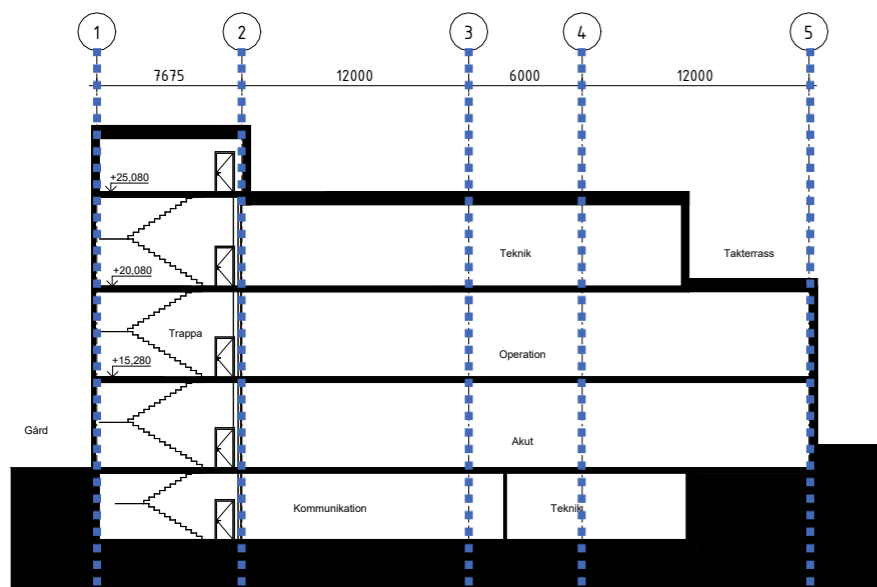 1 2 3 4 5
7675 12000 6000 12000
+25,080
Teknik Takterrass
+20,080
Trappa
Operation
+15,280
Gård
Akut
Kommunikation Teknik